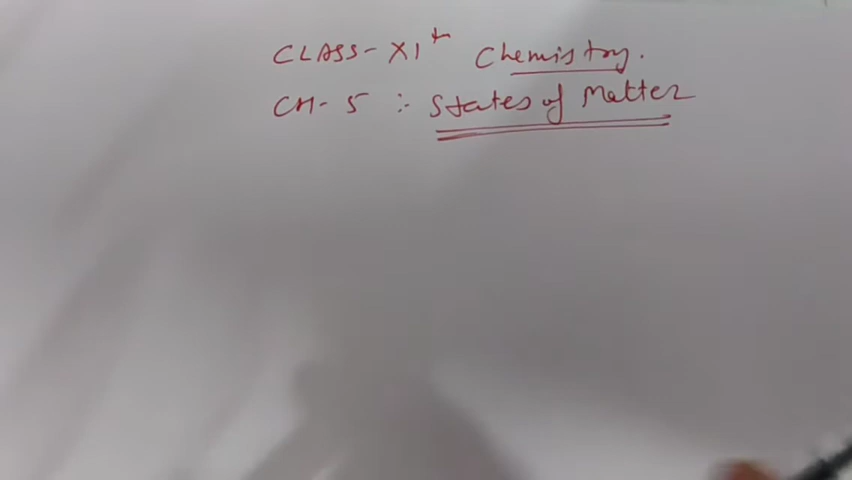 CLASS-XIth Chemistry.
CH-5 :- States of Matter